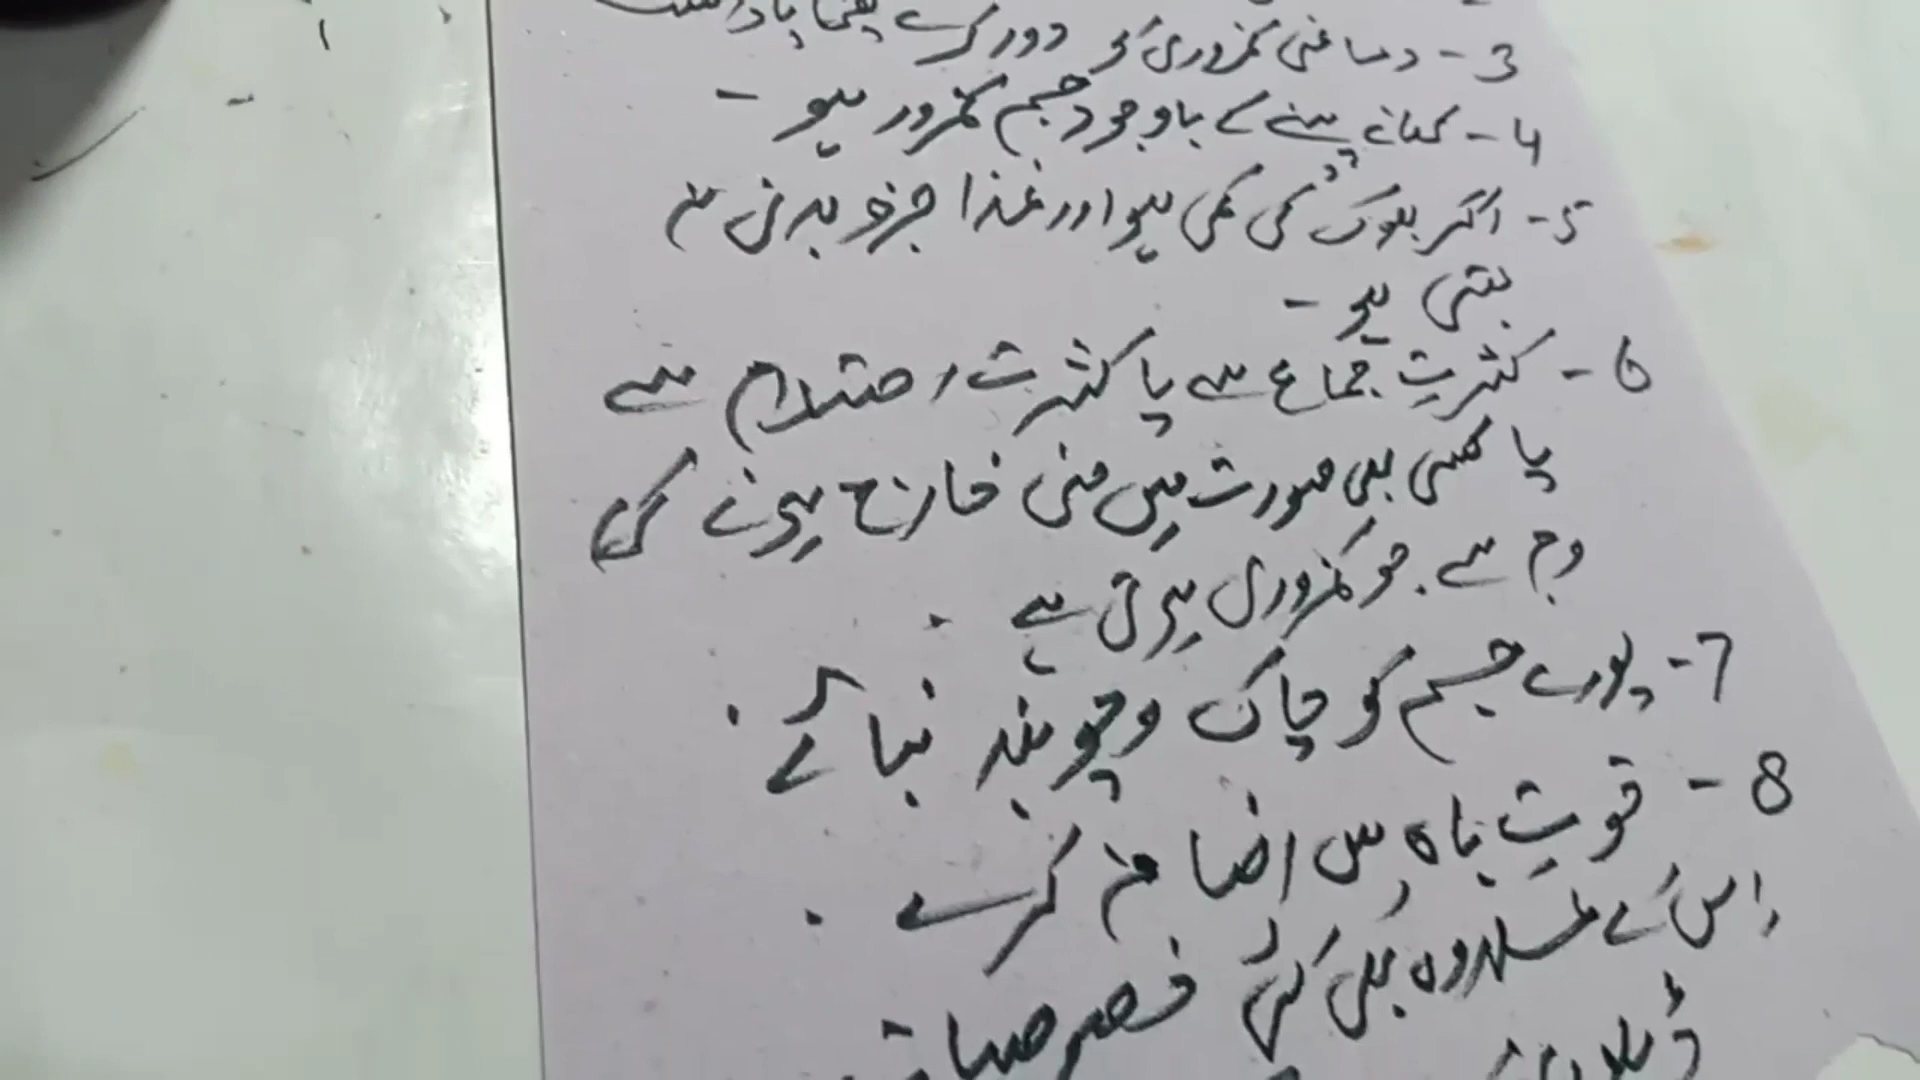 3- دماغی کمزوری کو دور کرے یعنی یاداشت
4- کھانے پینے کے باوجود جسم کمزور ہو -
5- اگر بھوک کی کمی ہو اور غذا جزو بدن نہ
بنتی ہو -
6- کثرتِ جماع سے یا کثرت احتلام سے
یا کسی بھی صورت میں منی خارج ہونے کی
وجہ سے جو کمزوری ہوتی ہے .
7- پورے جسم کو چاک و چوبند بنائے .
8- قوتِ باہ میں اضافہ کرے .
اِس کے علاوہ بھی کئی خصوصیات